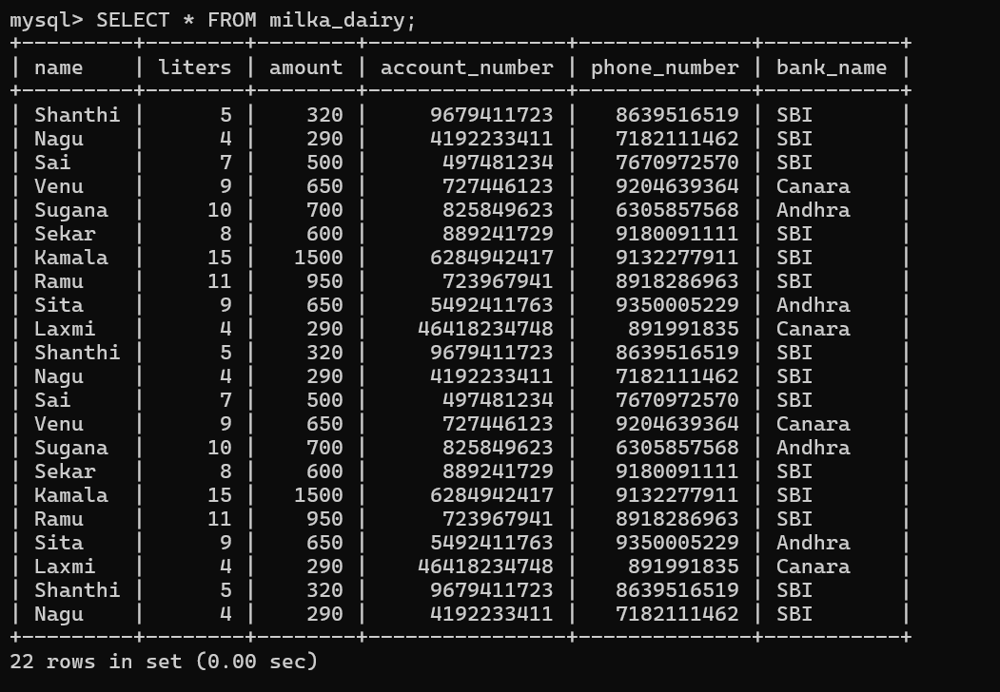 mysql> SELECT * FROM milka_dairy;
+---------+--------+--------+----------------+--------------+-----------+
| name    | liters | amount | account_number | phone_number | bank_name |
+---------+--------+--------+----------------+--------------+-----------+
| Shanthi |      5 |    320 |     9679411723 |   8639516519 | SBI       |
| Nagu    |      4 |    290 |     4192233411 |   7182111462 | SBI       |
| Sai     |      7 |    500 |      497481234 |   7670972570 | SBI       |
| Venu    |      9 |    650 |      727446123 |   9204639364 | Canara    |
| Sugana  |     10 |    700 |      825849623 |   6305857568 | Andhra    |
| Sekar   |      8 |    600 |      889241729 |   9180091111 | SBI       |
| Kamala  |     15 |   1500 |     6284942417 |   9132277911 | SBI       |
| Ramu    |     11 |    950 |      723967941 |   8918286963 | SBI       |
| Sita    |      9 |    650 |     5492411763 |   9350005229 | Andhra    |
| Laxmi   |      4 |    290 |    46418234748 |    891991835 | Canara    |
| Shanthi |      5 |    320 |     9679411723 |   8639516519 | SBI       |
| Nagu    |      4 |    290 |     4192233411 |   7182111462 | SBI       |
| Sai     |      7 |    500 |      497481234 |   7670972570 | SBI       |
| Venu    |      9 |    650 |      727446123 |   9204639364 | Canara    |
| Sugana  |     10 |    700 |      825849623 |   6305857568 | Andhra    |
| Sekar   |      8 |    600 |      889241729 |   9180091111 | SBI       |
| Kamala  |     15 |   1500 |     6284942417 |   9132277911 | SBI       |
| Ramu    |     11 |    950 |      723967941 |   8918286963 | SBI       |
| Sita    |      9 |    650 |     5492411763 |   9350005229 | Andhra    |
| Laxmi   |      4 |    290 |    46418234748 |    891991835 | Canara    |
| Shanthi |      5 |    320 |     9679411723 |   8639516519 | SBI       |
| Nagu    |      4 |    290 |     4192233411 |   7182111462 | SBI       |
+---------+--------+--------+----------------+--------------+-----------+
22 rows in set (0.00 sec)